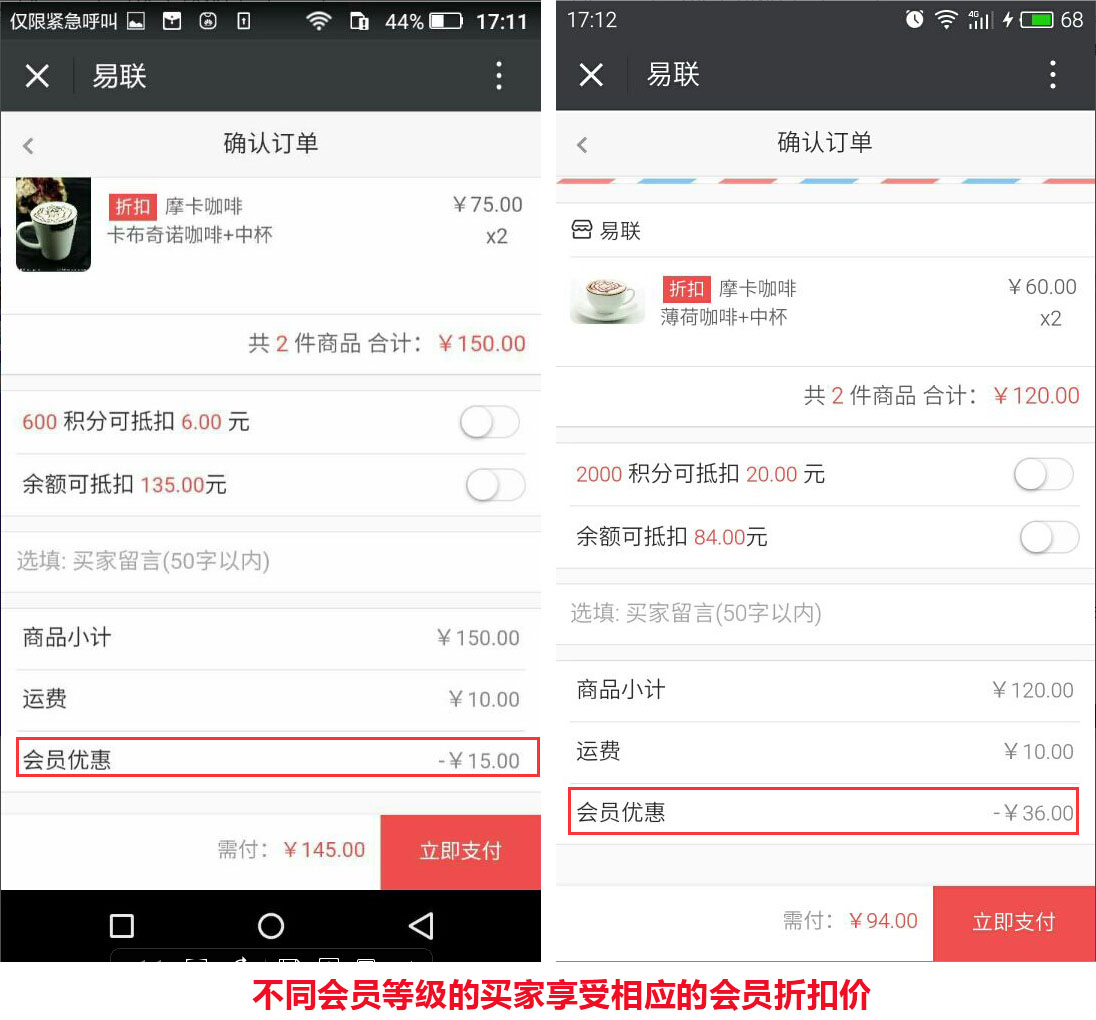 仅限紧急呼叫 44% 17:11
易联
确认订单
折扣 摩卡咖啡 ￥75.00
卡布奇诺咖啡+中杯 x2
共 2 件商品 合计： ￥150.00
600 积分可抵扣 6.00 元
余额可抵扣 135.00元
选填: 买家留言(50字以内)
商品小计 ￥150.00
运费 ￥10.00
会员优惠 -￥15.00
需付： ￥145.00 立即支付
17:12 4G 68
易联
确认订单
易联
折扣 摩卡咖啡 ￥60.00
薄荷咖啡+中杯 x2
共 2 件商品 合计： ￥120.00
2000 积分可抵扣 20.00 元
余额可抵扣 84.00元
选填: 买家留言(50字以内)
商品小计 ￥120.00
运费 ￥10.00
会员优惠 -￥36.00
需付： ￥94.00 立即支付
不同会员等级的买家享受相应的会员折扣价